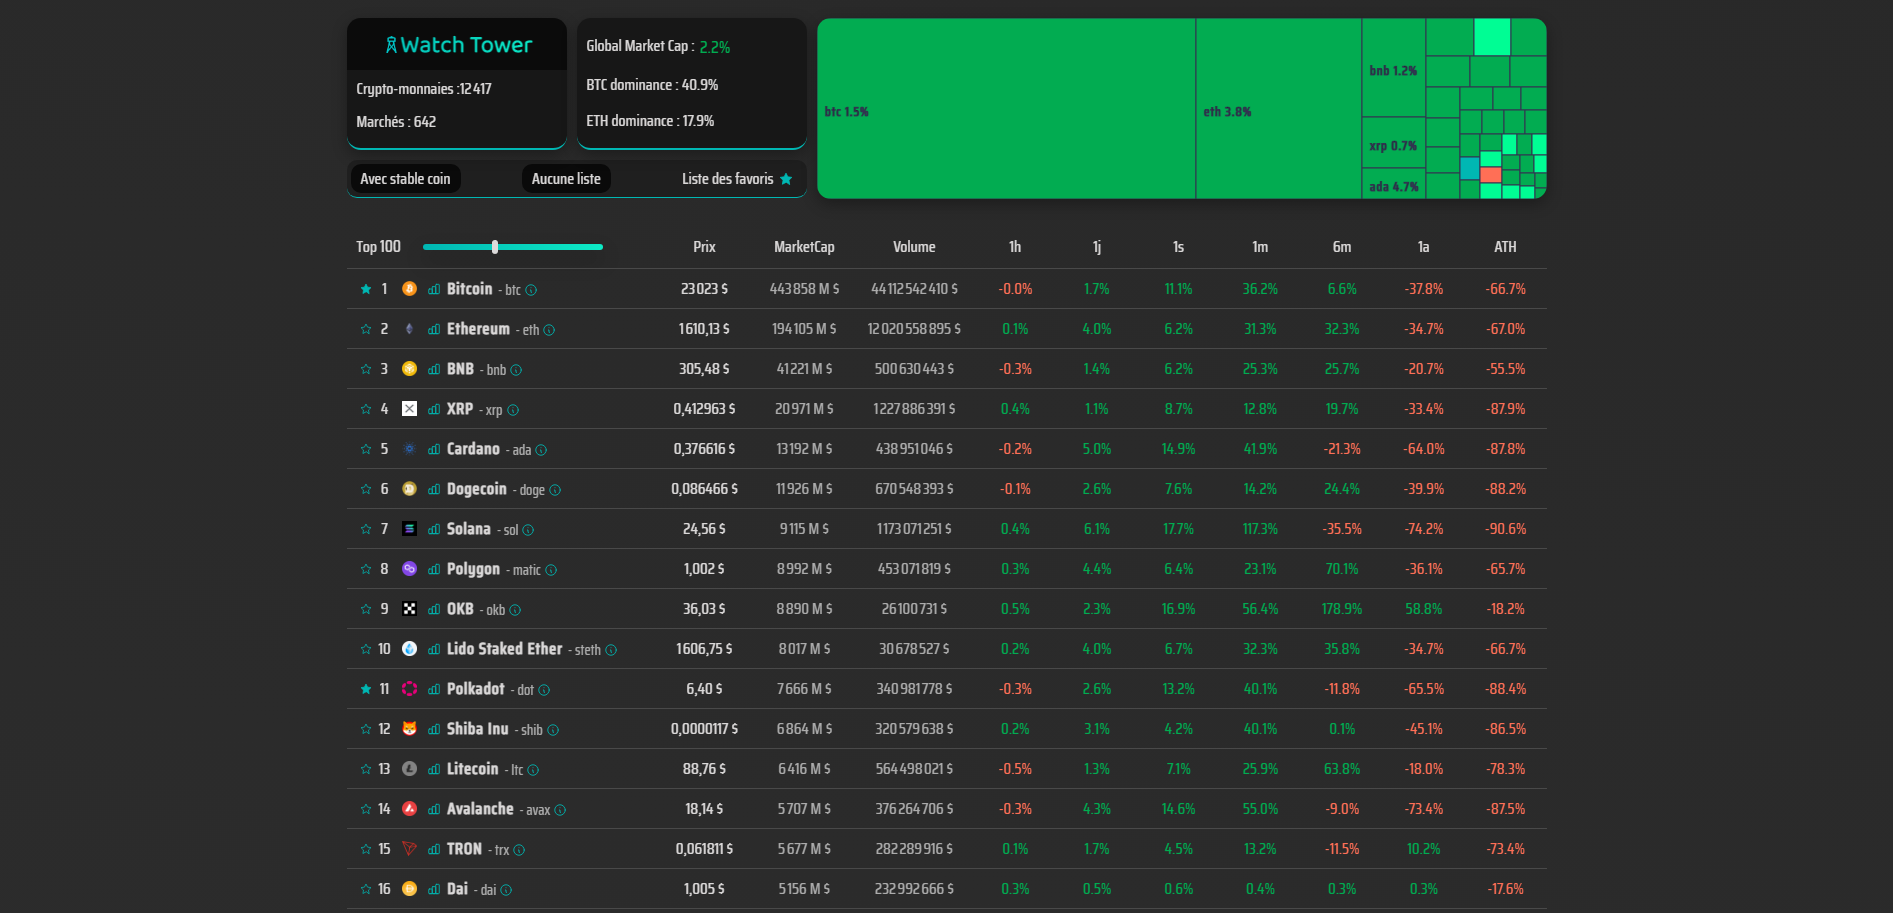 Watch Tower
Crypto-monnaies :12 417
Marchés : 642
Global Market Cap : 2.2%
BTC dominance : 40.9%
ETH dominance : 17.9%
Avec stable coin Aucune liste Liste des favoris
btc 1.5%
eth 3.8%
bnb 1.2%
xrp 0.7%
ada 4.7%
Top 100 Prix MarketCap Volume 1h 1j 1s 1m 6m 1a ATH
1 Bitcoin - btc 23 023 $ 443 858 M $ 44 112 542 410 $ -0.0% 1.7% 11.1% 36.2% 6.6% -37.8% -66.7%
2 Ethereum - eth 1 610,13 $ 194 105 M $ 12 020 558 895 $ 0.1% 4.0% 6.2% 31.3% 32.3% -34.7% -67.0%
3 BNB - bnb 305,48 $ 41 221 M $ 500 630 443 $ -0.3% 1.4% 6.2% 25.3% 25.7% -20.7% -55.5%
4 XRP - xrp 0,412963 $ 20 971 M $ 1 227 886 391 $ 0.4% 1.1% 8.7% 12.8% 19.7% -33.4% -87.9%
5 Cardano - ada 0,376616 $ 13 192 M $ 438 951 046 $ -0.2% 5.0% 14.9% 41.9% -21.3% -64.0% -87.8%
6 Dogecoin - doge 0,086466 $ 11 926 M $ 670 548 393 $ -0.1% 2.6% 7.6% 14.2% 24.4% -39.9% -88.2%
7 Solana - sol 24,56 $ 9 115 M $ 1 173 071 251 $ 0.4% 6.1% 17.7% 117.3% -35.5% -74.2% -90.6%
8 Polygon - matic 1,002 $ 8 992 M $ 453 071 819 $ 0.3% 4.4% 6.4% 23.1% 70.1% -36.1% -65.7%
9 OKB - okb 36,03 $ 8 890 M $ 26 100 731 $ 0.5% 2.3% 16.9% 56.4% 178.9% 58.8% -18.2%
10 Lido Staked Ether - steth 1 606,75 $ 8 017 M $ 30 678 527 $ 0.2% 4.0% 6.7% 32.3% 35.8% -34.7% -66.7%
11 Polkadot - dot 6,40 $ 7 666 M $ 340 981 778 $ -0.3% 2.6% 13.2% 40.1% -11.8% -65.5% -88.4%
12 Shiba Inu - shib 0,0000117 $ 6 864 M $ 320 579 638 $ 0.2% 3.1% 4.2% 40.1% 0.1% -45.1% -86.5%
13 Litecoin - ltc 88,76 $ 6 416 M $ 564 498 021 $ -0.5% 1.3% 7.1% 25.9% 63.8% -18.0% -78.3%
14 Avalanche - avax 18,14 $ 5 707 M $ 376 264 706 $ -0.3% 4.3% 14.6% 55.0% -9.0% -73.4% -87.5%
15 TRON - trx 0,061811 $ 5 677 M $ 282 289 916 $ 0.1% 1.7% 4.5% 13.2% -11.5% 10.2% -73.4%
16 Dai - dai 1,005 $ 5 156 M $ 232 992 666 $ 0.3% 0.5% 0.6% 0.4% 0.3% 0.3% -17.6%